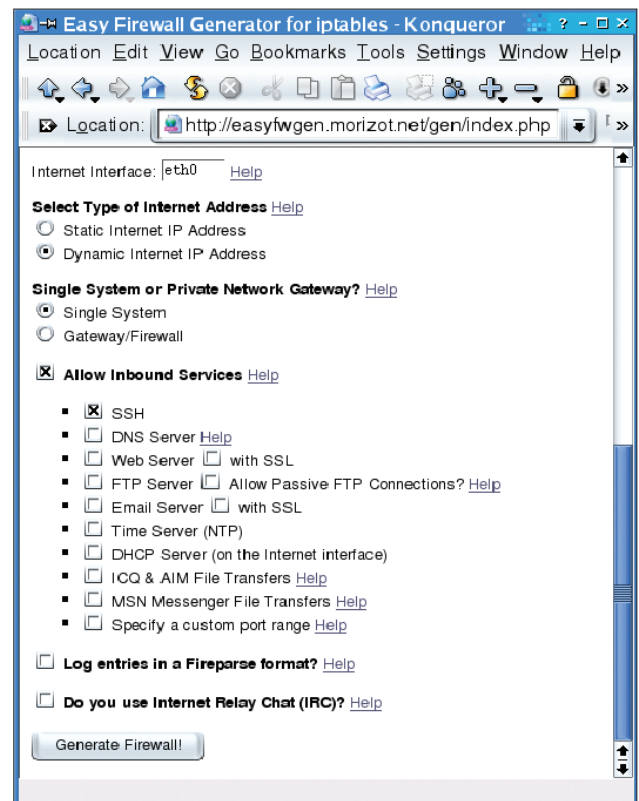 Easy Firewall Generator for iptables - Konqueror
Location Edit View Go Bookmarks Tools Settings Window Help
Location: http://easyfwgen.morizot.net/gen/index.php
Internet Interface: eth0 Help
Select Type of Internet Address Help
Static Internet IP Address
Dynamic Internet IP Address
Single System or Private Network Gateway? Help
Single System
Gateway/Firewall
Allow Inbound Services Help
SSH
DNS Server Help
Web Server with SSL
FTP Server Allow Passive FTP Connections? Help
Email Server with SSL
Time Server (NTP)
DHCP Server (on the Internet interface)
ICQ & AIM File Transfers Help
MSN Messenger File Transfers Help
Specify a custom port range Help
Log entries in a Fireparse format? Help
Do you use Internet Relay Chat (IRC)? Help
Generate Firewall!